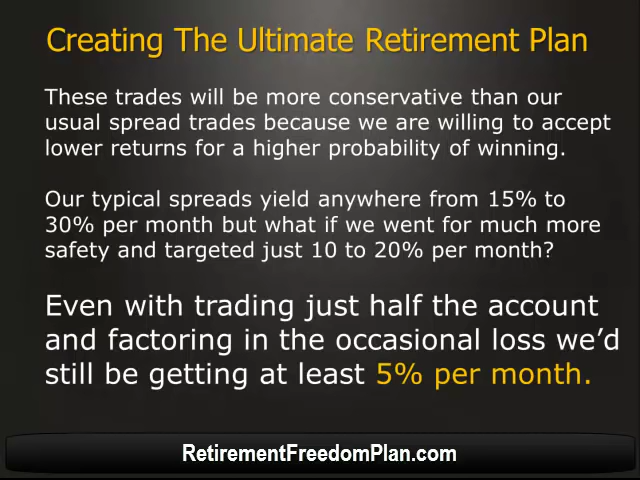 Creating The Ultimate Retirement Plan
These trades will be more conservative than our
usual spread trades because we are willing to accept
lower returns for a higher probability of winning.
Our typical spreads yield anywhere from 15% to
30% per month but what if we went for much more
safety and targeted just 10 to 20% per month?
Even with trading just half the account
and factoring in the occasional loss we’d
still be getting at least 5% per month.
RetirementFreedomPlan.com